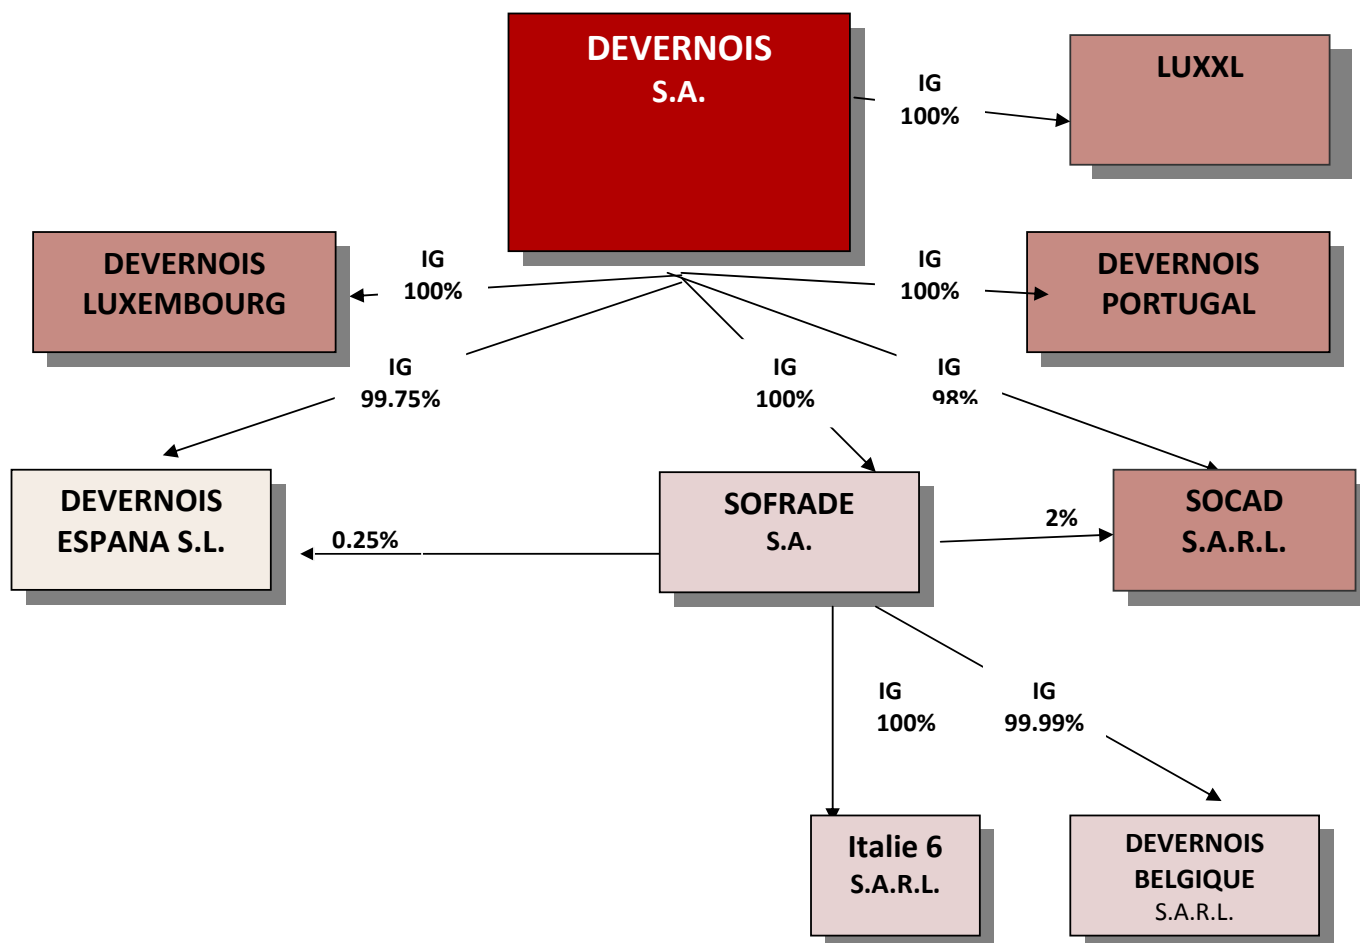 DEVERNOIS
S.A.
LUXXL
IG
100%
DEVERNOIS
LUXEMBOURG
IG
100%
IG
100%
DEVERNOIS
PORTUGAL
IG
99.75%
IG
100%
IG
98%
DEVERNOIS
ESPANA S.L.
0.25%
SOFRADE
S.A.
2%
SOCAD
S.A.R.L.
IG
100%
IG
99.99%
Italie 6
S.A.R.L.
DEVERNOIS
BELGIQUE
S.A.R.L.